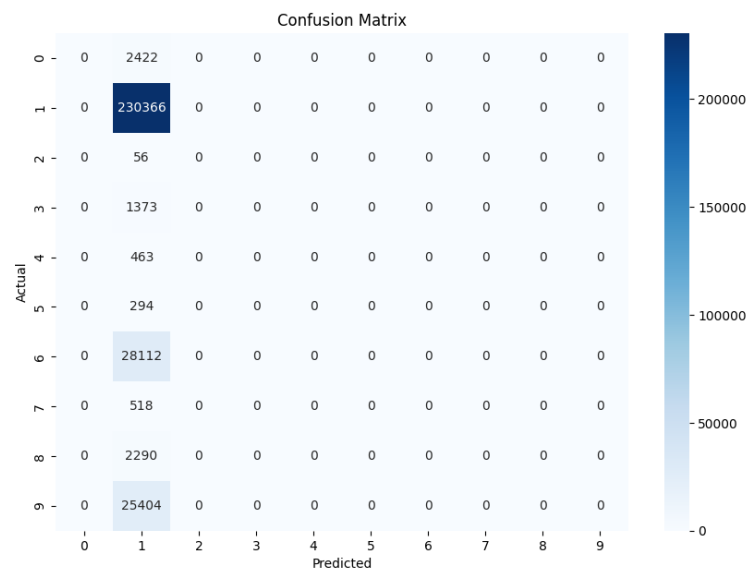 Confusion Matrix
0 0 2422 0 0 0 0 0 0 0 0
1 0 230366 0 0 0 0 0 0 0 0
2 0 56 0 0 0 0 0 0 0 0
3 0 1373 0 0 0 0 0 0 0 0
4 0 463 0 0 0 0 0 0 0 0
5 0 294 0 0 0 0 0 0 0 0
6 0 28112 0 0 0 0 0 0 0 0
7 0 518 0 0 0 0 0 0 0 0
8 0 2290 0 0 0 0 0 0 0 0
9 0 25404 0 0 0 0 0 0 0 0
0 1 2 3 4 5 6 7 8 9
Predicted
Actual
200000
150000
100000
50000
0